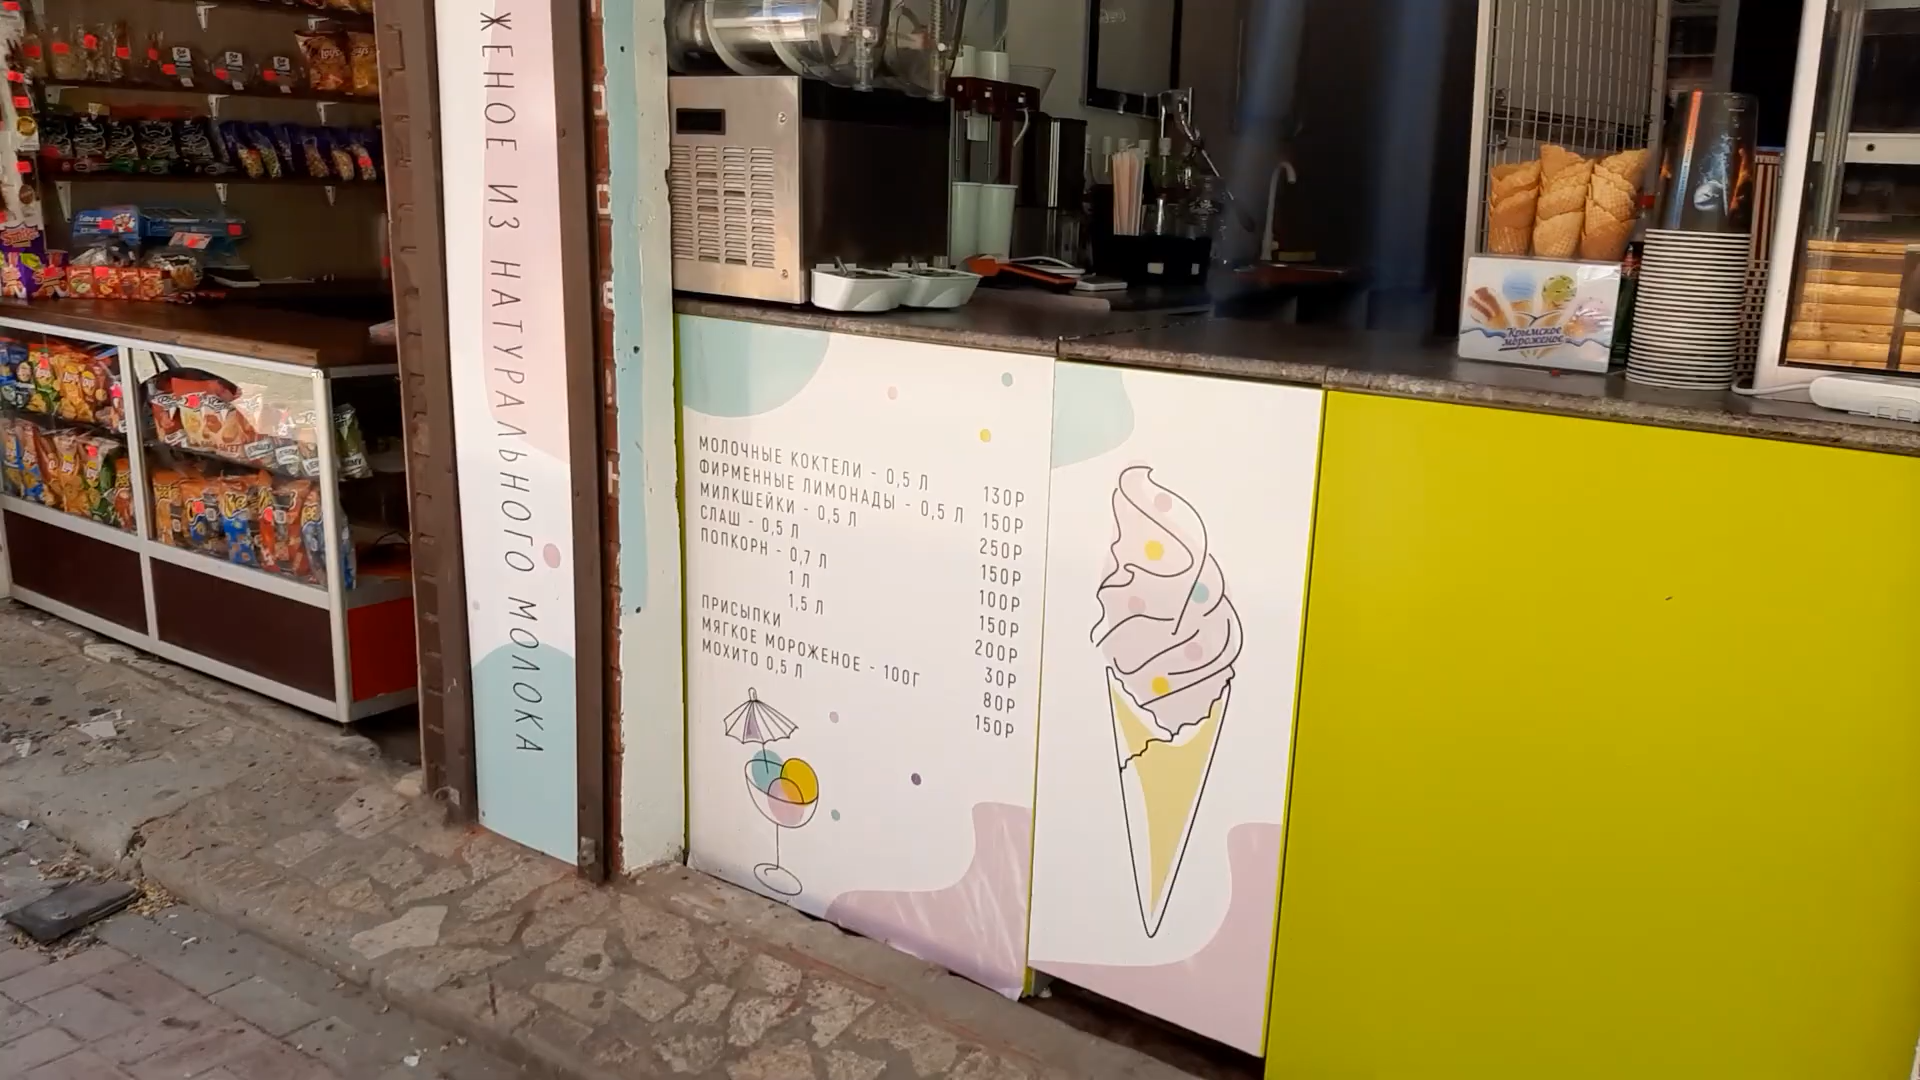 ЖЕНОЕ ИЗ НАТУРАЛЬНОГО МОЛОКА
МОЛОЧНЫЕ КОКТЕЛИ - 0,5 Л 130Р
ФИРМЕННЫЕ ЛИМОНАДЫ - 0,5 Л 150Р
МИЛКШЕЙКИ - 0,5 Л 250Р
СЛАШ - 0,5 Л 150Р
ПОПКОРН - 0,7 Л 100Р
1 Л 150Р
1,5 Л 200Р
ПРИСЫПКИ 30Р
МЯГКОЕ МОРОЖЕНОЕ - 100Г 80Р
МОХИТО 0,5 Л 150Р
Крымское
мороженое